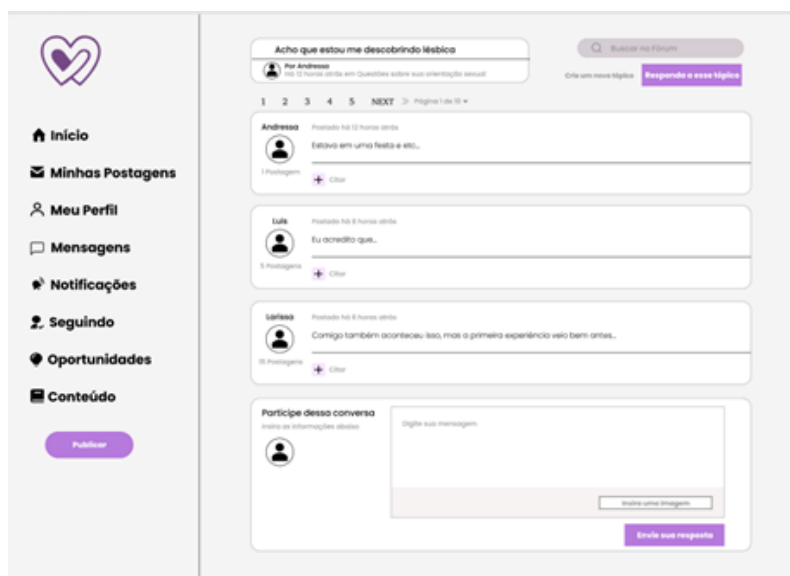 Início
Minhas Postagens
Meu Perfil
Mensagens
Notificações
Seguindo
Oportunidades
Conteúdo
Publicar
Acho que estou me descobrindo lésbica
Por Andressa
Há 12 horas atrás em Questões sobre sua orientação sexual
Buscar no Fórum
Crie um novo tópico
Responda a esse tópico
1 2 3 4 5 NEXT Página 1 de 10
Andressa
Postado há 12 horas atrás
Estava em uma festa e etc...
1 Postagem
Citar
Luis
Postado há 8 horas atrás
Eu acredito que...
5 Postagens
Citar
Larissa
Postado há 6 horas atrás
Comigo também aconteceu isso, mas a primeira experiência veio bem antes...
Postagens
Citar
Participe dessa conversa
Insira as informações abaixo
Digite sua mensagem
Insira uma imagem
Envie sua resposta